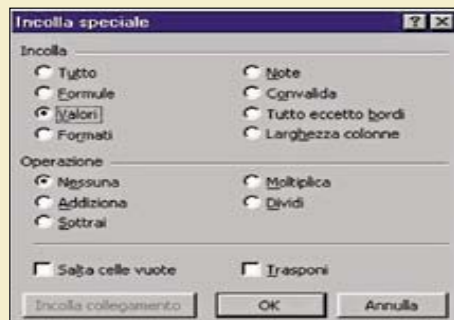 Incolla speciale
Incolla
Tutto
Note
Formule
Convalida
Valori
Tutto eccetto bordi
Formati
Larghezza colonne
Operazione
Nessuna
Moltiplica
Addiziona
Dividi
Sottrai
Salta celle vuote
Trasponi
Incolla collegamento
OK
Annulla